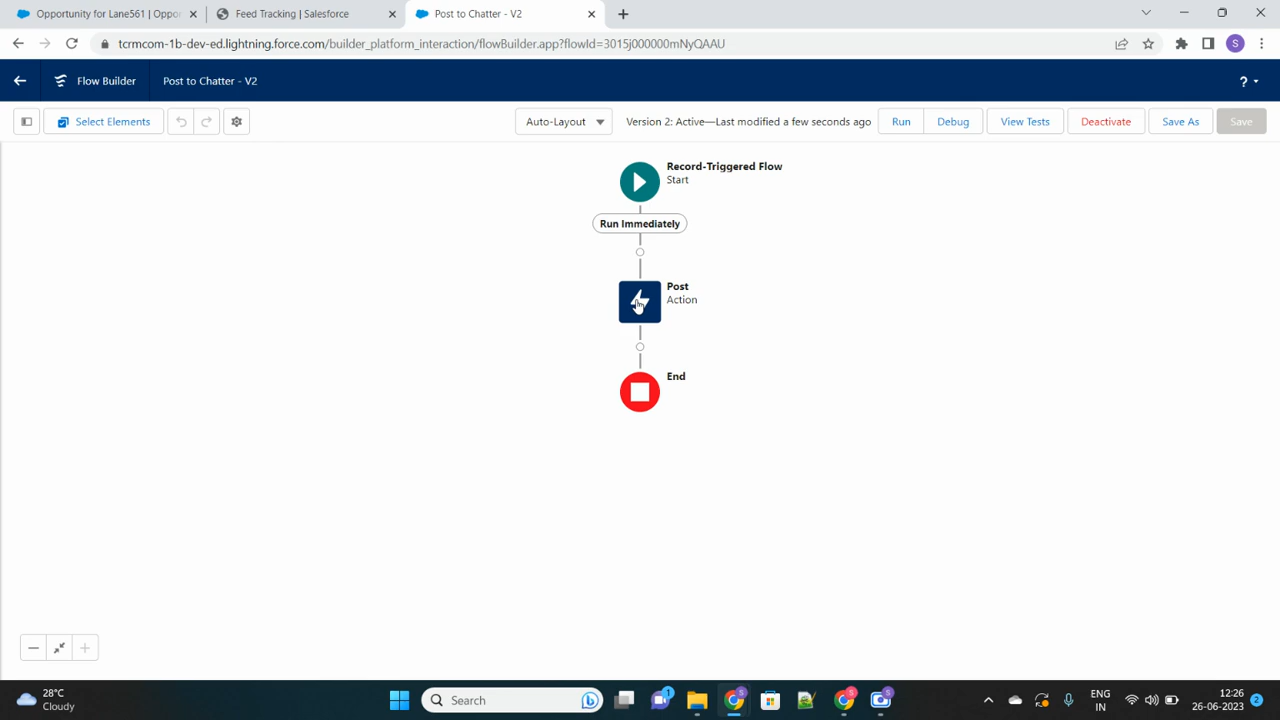 Opportunity for Lane561 | Oppor
Feed Tracking | Salesforce
Post to Chatter - V2
tcrmcom-1b-dev-ed.lightning.force.com/builder_platform_interaction/flowBuilder.app?flowId=3015j000000mNyQAAU
S
Flow Builder
Post to Chatter - V2
?
Select Elements
Auto-Layout
Version 2: Active—Last modified a few seconds ago
Run
Debug
View Tests
Deactivate
Save As
Save
Record-Triggered Flow
Start
Run Immediately
Post
Action
End
28°C
Cloudy
Search
1
S
S
S
ENG
IN
12:26
26-06-2023
2